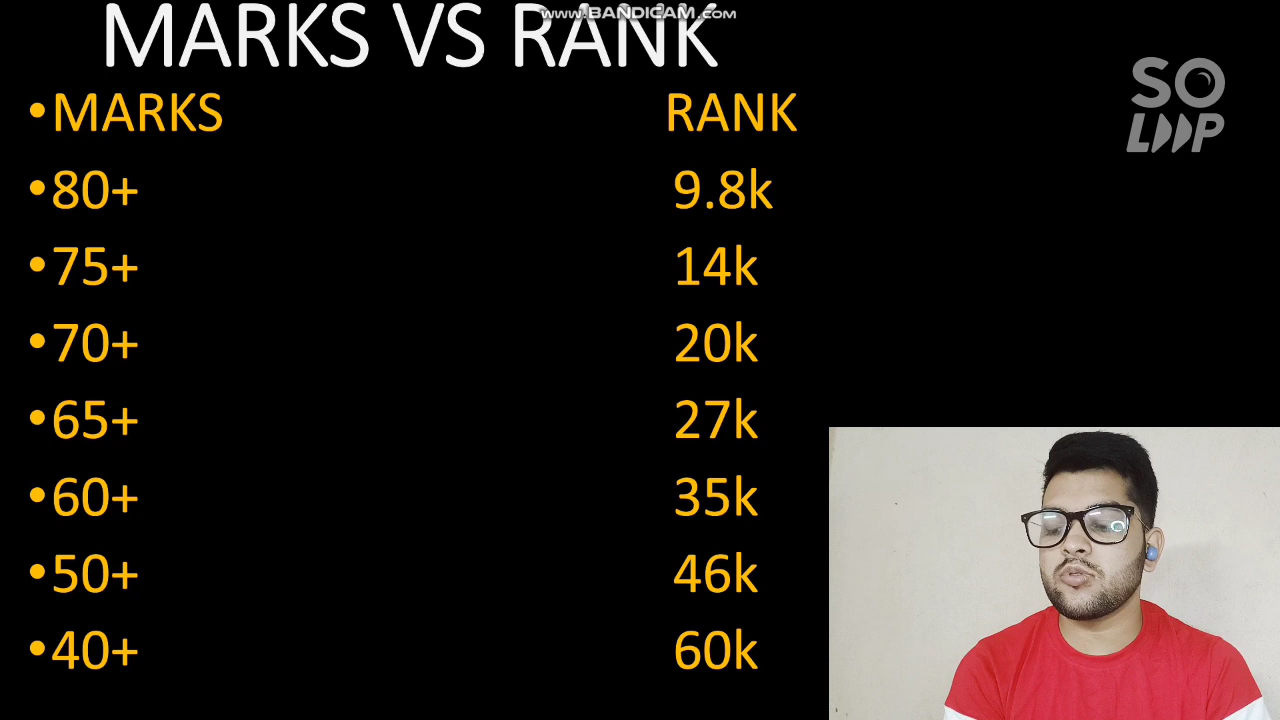 www.BANDICAM.com
MARKS VS RANK
•MARKS RANK
•80+ 9.8k
•75+ 14k
•70+ 20k
•65+ 27k
•60+ 35k
•50+ 46k
•40+ 60k
SO
LOOP